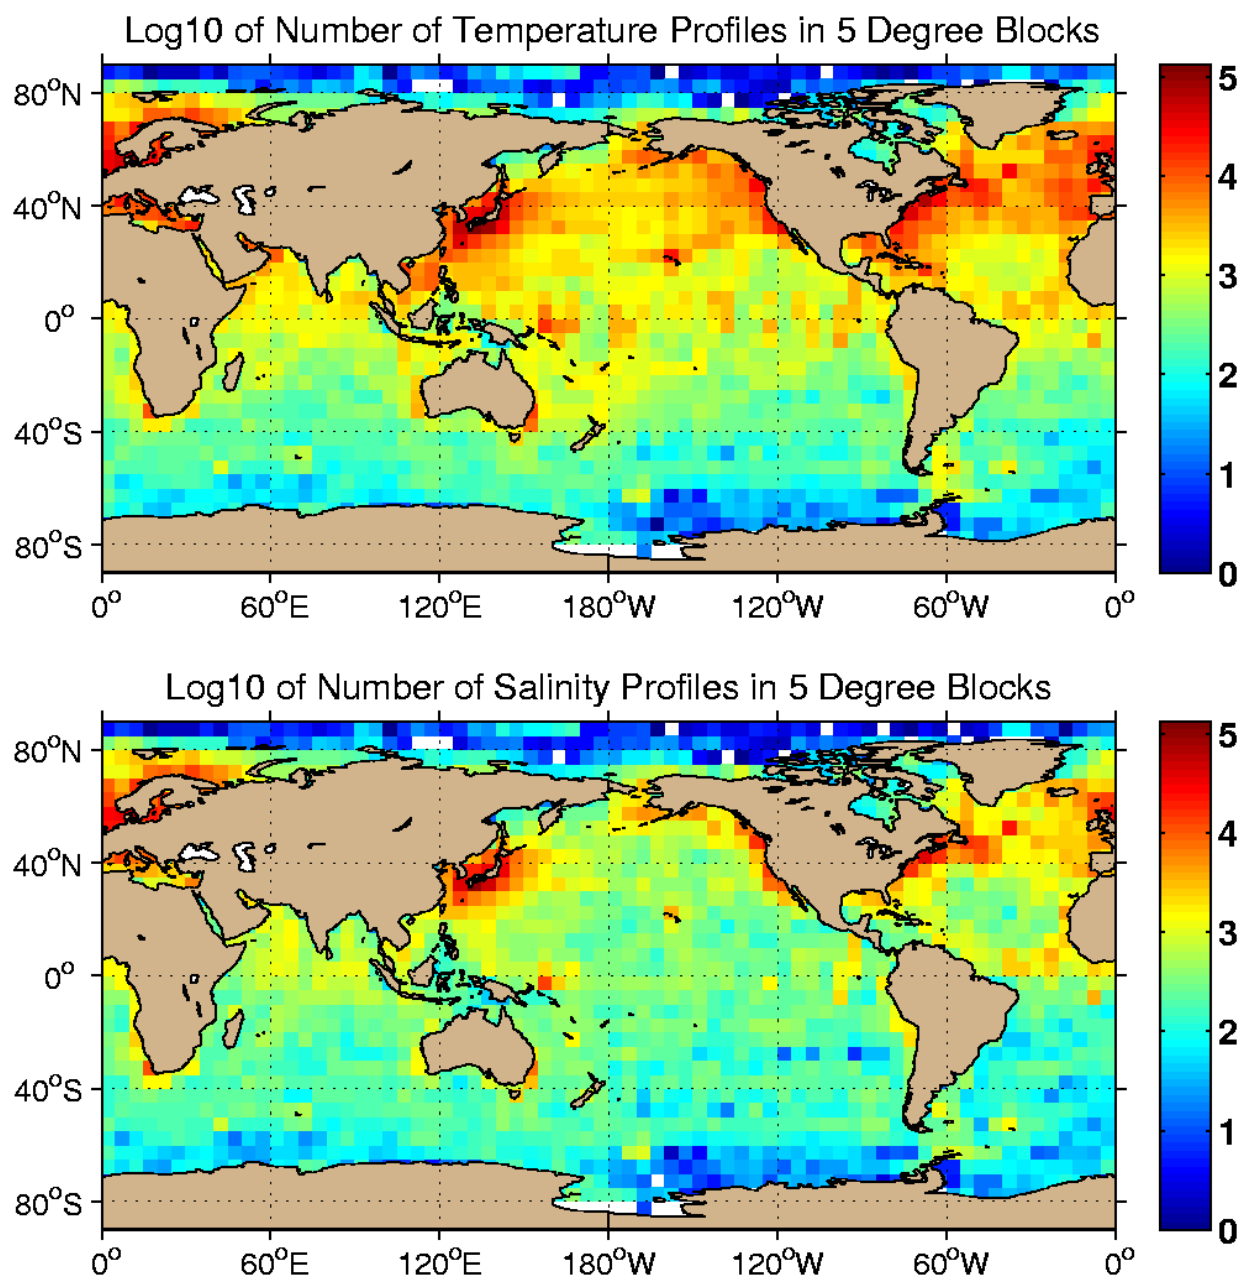 Log10 of Number of Temperature Profiles in 5 Degree Blocks
80°N
40°N
0°
40°S
80°S
0° 60°E 120°E 180°W 120°W 60°W 0°
5
4
3
2
1
0
Log10 of Number of Salinity Profiles in 5 Degree Blocks
80°N
40°N
0°
40°S
80°S
0° 60°E 120°E 180°W 120°W 60°W 0°
5
4
3
2
1
0